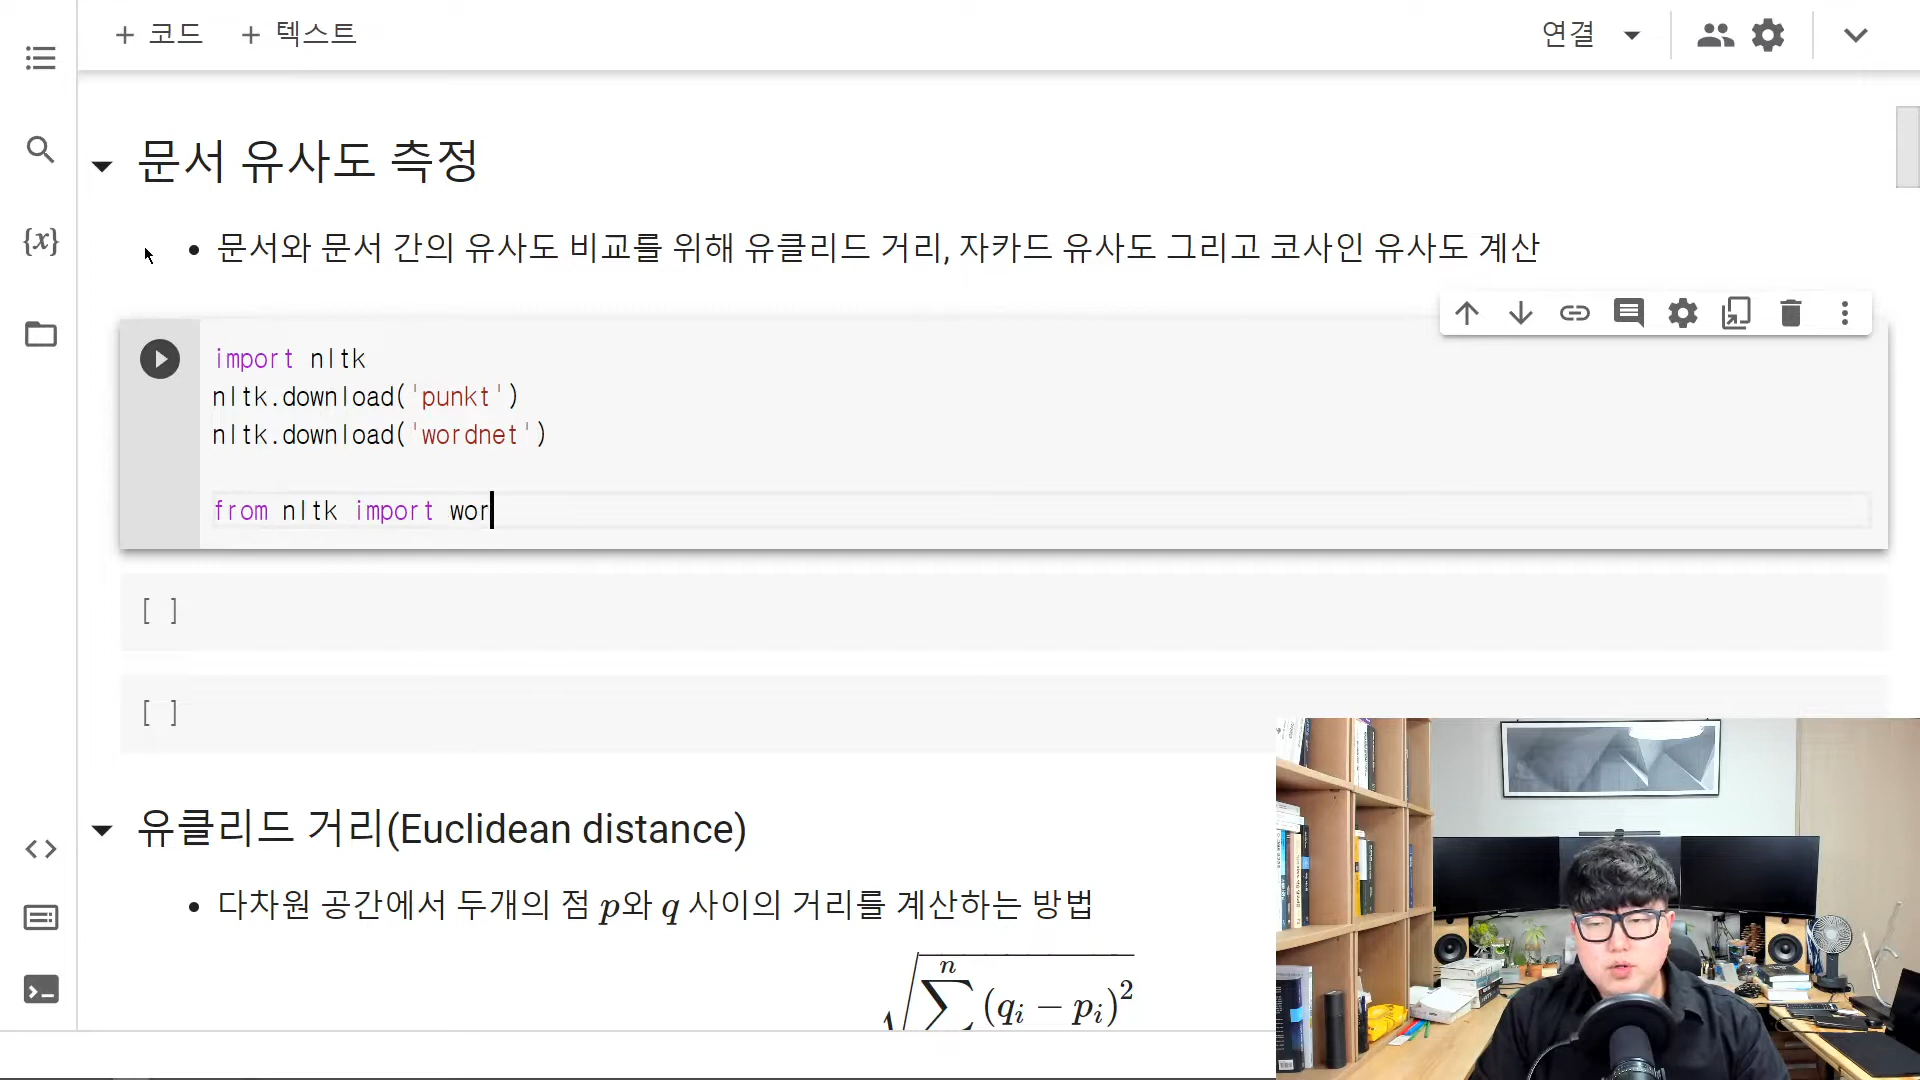 + 코드 + 텍스트 연결
문서 유사도 측정
{x}
• 문서와 문서 간의 유사도 비교를 위해 유클리드 거리, 자카드 유사도 그리고 코사인 유사도 계산
import nltk
nltk.download('punkt')
nltk.download('wordnet')
from nltk import wor
[ ]
[ ]
유클리드 거리(Euclidean distance)
• 다차원 공간에서 두개의 점 p와 q 사이의 거리를 계산하는 방법
√∑ⁿ (qᵢ − pᵢ)²